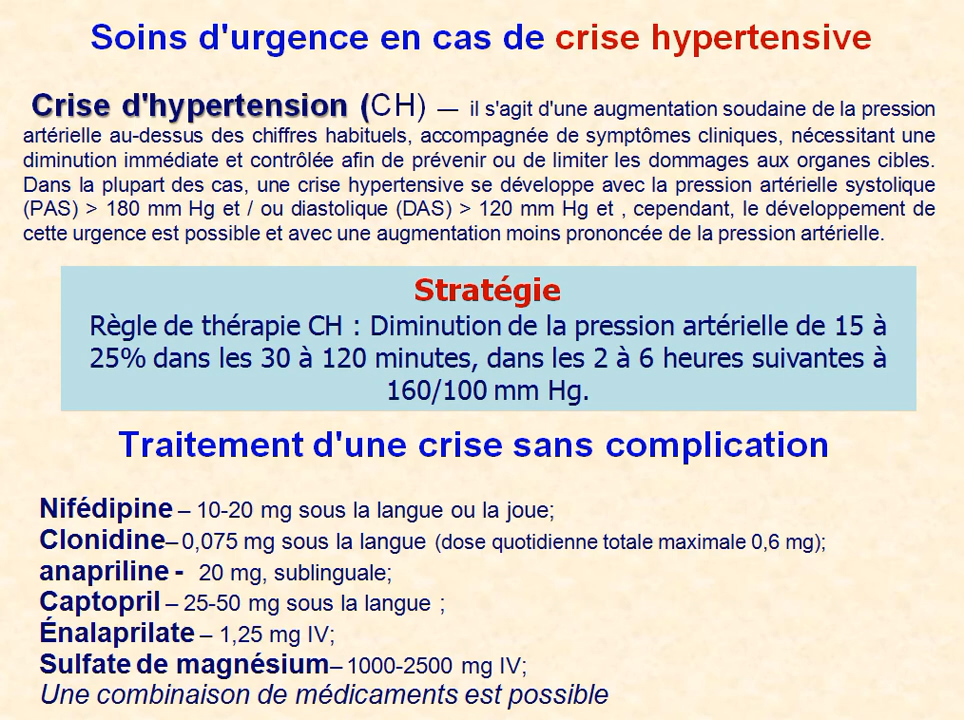 Soins d'urgence en cas de crise hypertensive
Crise d'hypertension (CH) — il s'agit d'une augmentation soudaine de la pression
artérielle au-dessus des chiffres habituels, accompagnée de symptômes cliniques, nécessitant une
diminution immédiate et contrôlée afin de prévenir ou de limiter les dommages aux organes cibles.
Dans la plupart des cas, une crise hypertensive se développe avec la pression artérielle systolique
(PAS) > 180 mm Hg et / ou diastolique (DAS) > 120 mm Hg et , cependant, le développement de
cette urgence est possible et avec une augmentation moins prononcée de la pression artérielle.
Stratégie
Règle de thérapie CH : Diminution de la pression artérielle de 15 à
25% dans les 30 à 120 minutes, dans les 2 à 6 heures suivantes à
160/100 mm Hg.
Traitement d'une crise sans complication
Nifédipine – 10-20 mg sous la langue ou la joue;
Clonidine– 0,075 mg sous la langue (dose quotidienne totale maximale 0,6 mg);
anapriline - 20 mg, sublinguale;
Captopril – 25-50 mg sous la langue ;
Énalaprilate – 1,25 mg IV;
Sulfate de magnésium– 1000-2500 mg IV;
Une combinaison de médicaments est possible